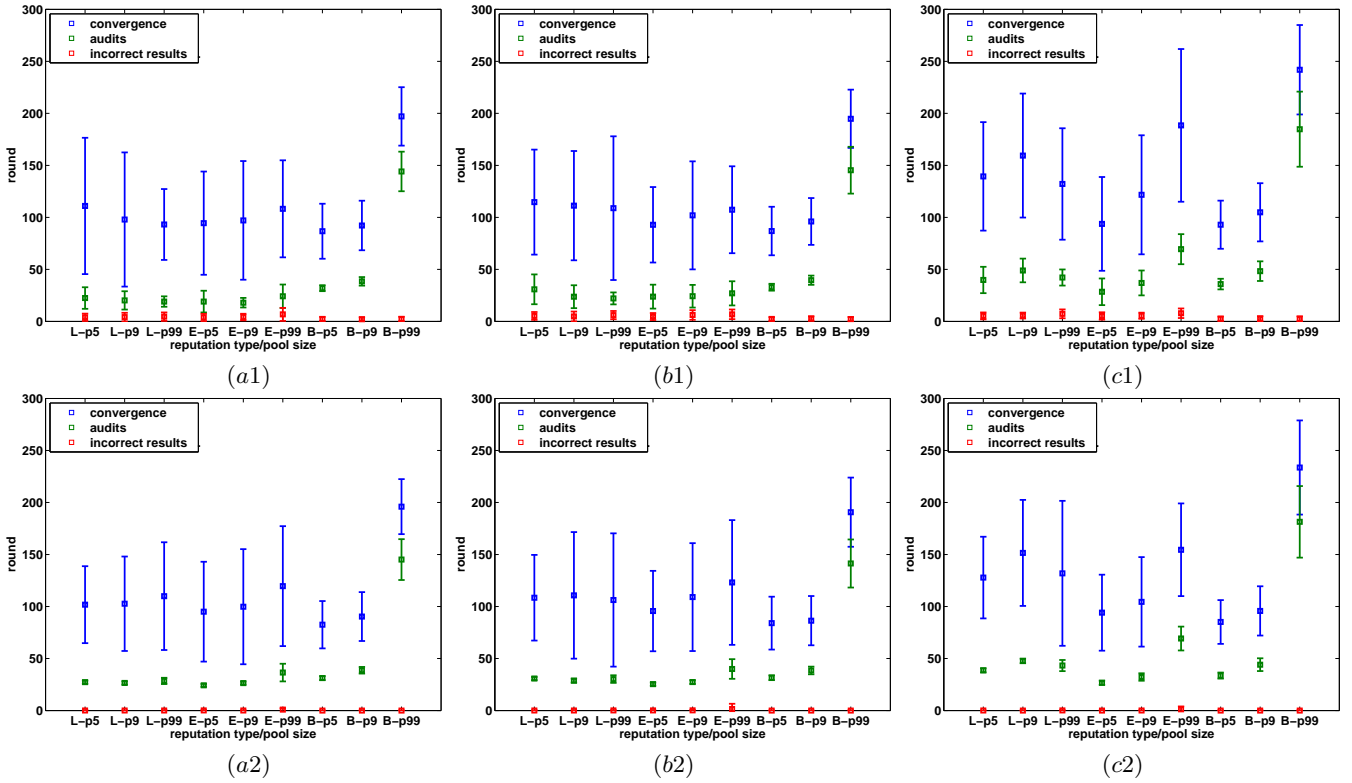 300
250
200
150
100
50
0
round
convergence
audits
incorrect results
L-p5 L-p9 L-p99 E-p5 E-p9 E-p99 B-p5 B-p9 B-p99
reputation type/pool size
(a1)
300
250
200
150
100
50
0
round
convergence
audits
incorrect results
L-p5 L-p9 L-p99 E-p5 E-p9 E-p99 B-p5 B-p9 B-p99
reputation type/pool size
(b1)
300
250
200
150
100
50
0
round
convergence
audits
incorrect results
L-p5 L-p9 L-p99 E-p5 E-p9 E-p99 B-p5 B-p9 B-p99
reputation type/pool size
(c1)
300
250
200
150
100
50
0
round
convergence
audits
incorrect results
L-p5 L-p9 L-p99 E-p5 E-p9 E-p99 B-p5 B-p9 B-p99
reputation type/pool size
(a2)
300
250
200
150
100
50
0
round
convergence
audits
incorrect results
L-p5 L-p9 L-p99 E-p5 E-p9 E-p99 B-p5 B-p9 B-p99
reputation type/pool size
(b2)
300
250
200
150
100
50
0
round
convergence
audits
incorrect results
L-p5 L-p9 L-p99 E-p5 E-p9 E-p99 B-p5 B-p9 B-p99
reputation type/pool size
(c2)